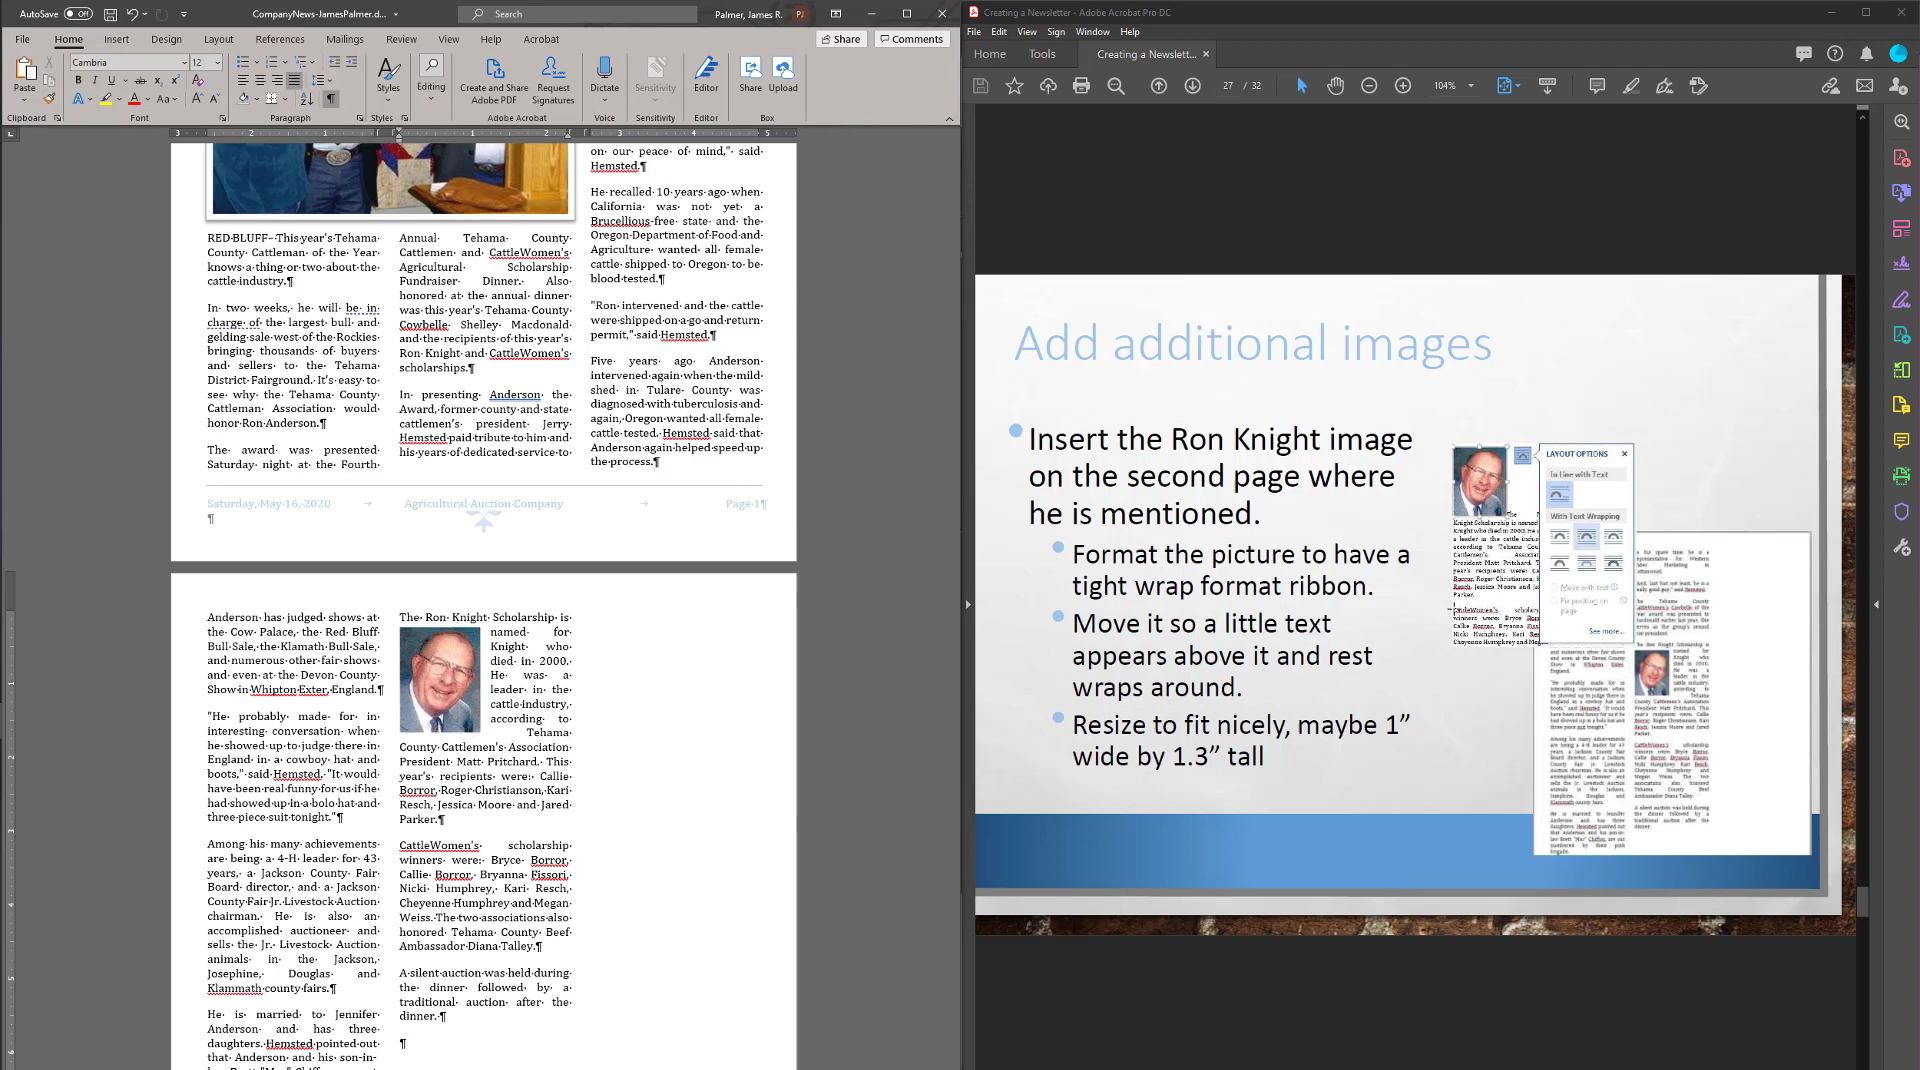 AutoSave Off CompanyNews-JamesPalmer.d... Search Palmer, James R. PJ
File Home Insert Design Layout References Mailings Review View Help Acrobat Share Comments
Cambria 12
Paste Styles Editing Create and Share Adobe PDF Request Signatures Dictate Sensitivity Editor Share Upload
Clipboard Font Paragraph Styles Adobe Acrobat Voice Sensitivity Editor Box
RED·BLUFF·-·This·year's·Tehama·
County·Cattleman·of·the·Year·
knows·a·thing·or·two·about·the·
cattle·industry.¶
In·two·weeks,·he·will·be·in·
charge·of·the·largest·bull·and·
gelding·sale·west·of·the·Rockies·
bringing·thousands·of·buyers·
and·sellers·to·the·Tehama·
District·Fairground.·It's·easy·to·
see·why·the·Tehama·County·
Cattleman·Association·would·
honor·Ron·Anderson.¶
The·award·was·presented·
Saturday·night·at·the·Fourth·
Annual·Tehama·County·
Cattlemen·and·CattleWomen's·
Agricultural·Scholarship·
Fundraiser·Dinner.·Also·
honored·at·the·annual·dinner·
was·this·year's·Tehama·County·
Cowbelle·Shelley·Macdonald·
and·the·recipients·of·this·year's·
Ron·Knight·and·CattleWomen's·
scholarships.¶
In·presenting·Anderson·the·
Award,·former·county·and·state·
cattlemen's·president·Jerry·
Hemsted·paid·tribute·to·him·and·
his·years·of·dedicated·service·to·
on·our·peace·of·mind,"·said·
Hemsted.¶
He·recalled·10·years·ago·when·
California·was·not·yet·a·
Brucellious-free·state·and·the·
Oregon·Department·of·Food·and·
Agriculture·wanted·all·female·
cattle·shipped·to·Oregon·to·be·
blood·tested.¶
"Ron·intervened·and·the·cattle·
were·shipped·on·a·go·and·return·
permit,"·said·Hemsted.¶
Five·years·ago·Anderson·
intervened·again·when·the·mild·
shed·in·Tulare·County·was·
diagnosed·with·tuberculosis·and·
again,·Oregon·wanted·all·female·
cattle·tested.·Hemsted·said·that·
Anderson·again·helped·speed·up·
the·process.¶
Saturday,·May·16,·2020 → Agricultural·Auction·Company → Page·1¶
¶
Anderson·has·judged·shows·at·
the·Cow·Palace,·the·Red·Bluff·
Bull·Sale,·the·Klamath·Bull·Sale,·
and·numerous·other·fair·shows·
and·even·at·the·Devon·County·
Show·in·Whipton·Exter,·England.¶
"He·probably·made·for·in·
interesting·conversation·when·
he·showed·up·to·judge·there·in·
England·in·a·cowboy·hat·and·
boots,"·said·Hemsted.·"It·would·
have·been·real·funny·for·us·if·he·
had·showed·up·in·a·bolo·hat·and·
three·piece·suit·tonight."¶
Among·his·many·achievements·
are·being·a·4-H·leader·for·43·
years,·a·Jackson·County·Fair·
Board·director,·and·a·Jackson·
County·Fair·Jr.·Livestock·Auction·
chairman.·He·is·also·an·
accomplished·auctioneer·and·
sells·the·Jr.·Livestock·Auction·
animals·in·the·Jackson,·
Josephine,·Douglas·and·
Klammath·county·fairs.¶
He·is·married·to·Jennifer·
Anderson·and·has·three·
daughters.·Hemsted·pointed·out·
that·Anderson·and·his·son-in-
The·Ron·Knight·Scholarship·is·
named·for·
Knight·who·
died·in·2000.·
He·was·a·
leader·in·the·
cattle·industry,·
according·to·
Tehama·
County·Cattlemen's·Association·
President·Matt·Pritchard.·This·
year's·recipients·were:·Callie·
Borror,·Roger·Christianson,·Kari·
Resch,·Jessica·Moore·and·Jared·
Parker.¶
CattleWomen's·scholarship·
winners·were:·Bryce·Borror,·
Callie·Borror,·Bryanna·Fissori,·
Nicki·Humphrey,·Kari·Resch,·
Cheyenne·Humphrey·and·Megan·
Weiss.·The·two·associations·also·
honored·Tehama·County·Beef·
Ambassador·Diana·Talley.¶
A·silent·auction·was·held·during·
the·dinner·followed·by·a·
traditional·auction·after·the·
dinner.·¶
¶
Creating a Newsletter - Adobe Acrobat Pro DC
File Edit View Sign Window Help
Home Tools Creating a Newslett...
27 / 32 104%
Add additional images
Insert the Ron Knight image
on the second page where
he is mentioned.
Format the picture to have a
tight wrap format ribbon.
Move it so a little text
appears above it and rest
wraps around.
Resize to fit nicely, maybe 1”
wide by 1.3” tall
LAYOUT OPTIONS
In Line with Text
With Text Wrapping
Move with text
Fix position on
page
See more...